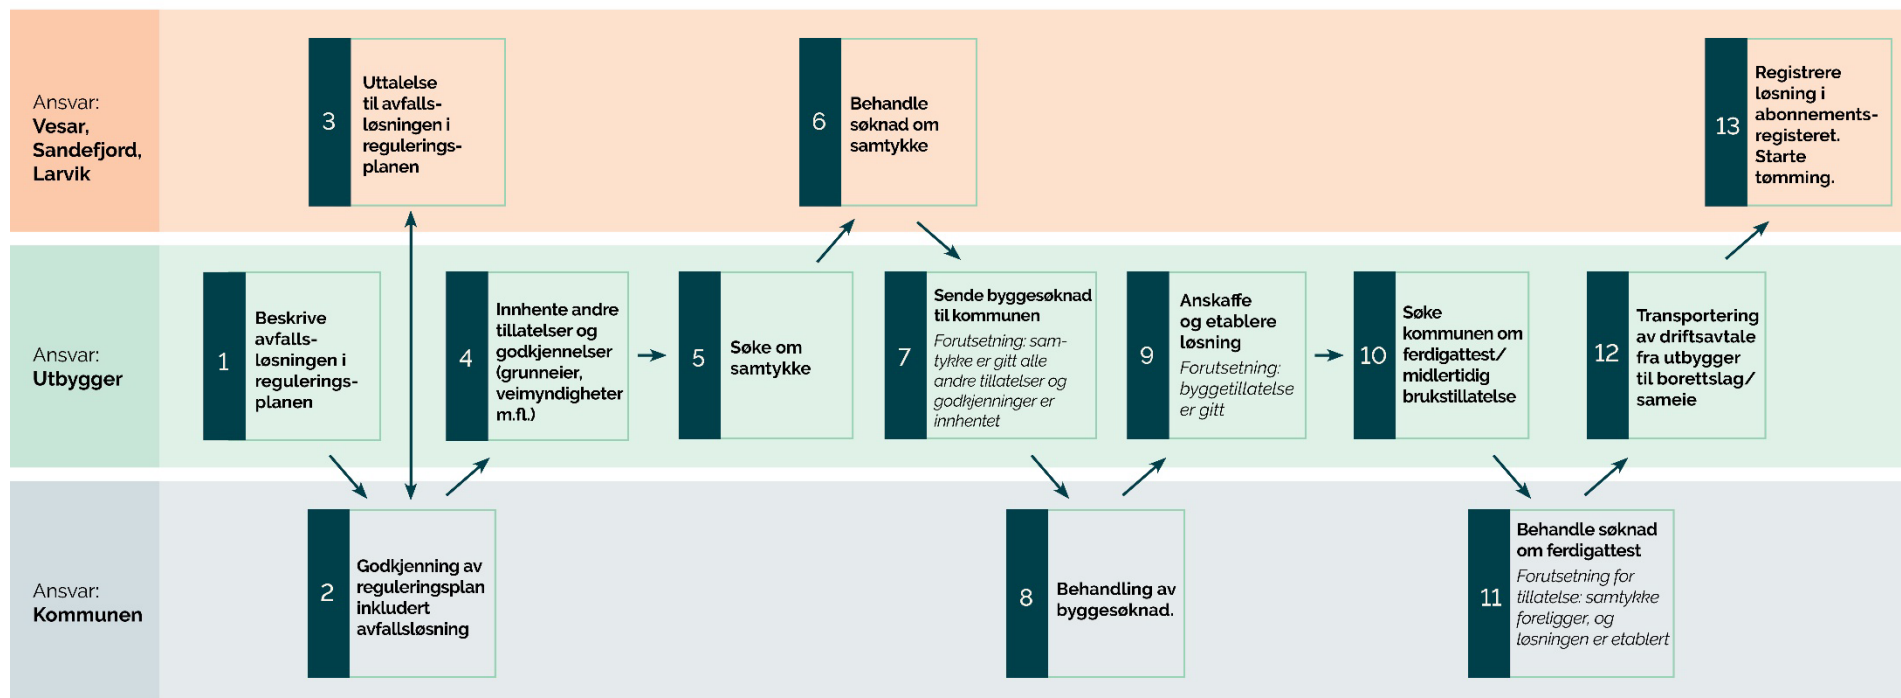 Ansvar:
Vesar,
Sandefjord,
Larvik
3
Uttalelse
til avfalls-
løsningen i
regulerings-
planen
6
Behandle
søknad om
samtykke
13
Registrere
løsning i
abonnements-
registeret.
Starte
tømming.
Ansvar:
Utbygger
1
Beskrive
avfalls-
løsningen i
regulerings-
planen
4
Innhente andre
tillatelser og
godkjennelser
(grunneier,
veimyndigheter
m.fl.)
5
Søke om
samtykke
7
Sende byggesøknad
til kommunen
Forutsetning: sam-
tykke er gitt alle
andre tillatelser og
godkjenninger er
innhentet
9
Anskaffe
og etablere
løsning
Forutsetning:
byggetillatelse
er gitt
10
Søke
kommunen om
ferdigattest/
midlertidig
brukstillatelse
12
Transportering
av driftsavtale
fra utbygger
til borettslag/
sameie
Ansvar:
Kommunen
2
Godkjenning av
reguleringsplan
inkludert
avfallsløsning
8
Behandling av
byggesøknad.
11
Behandle søknad
om ferdigattest
Forutsetning for
tillatelse: samtykke
foreligger, og
løsningen er etablert